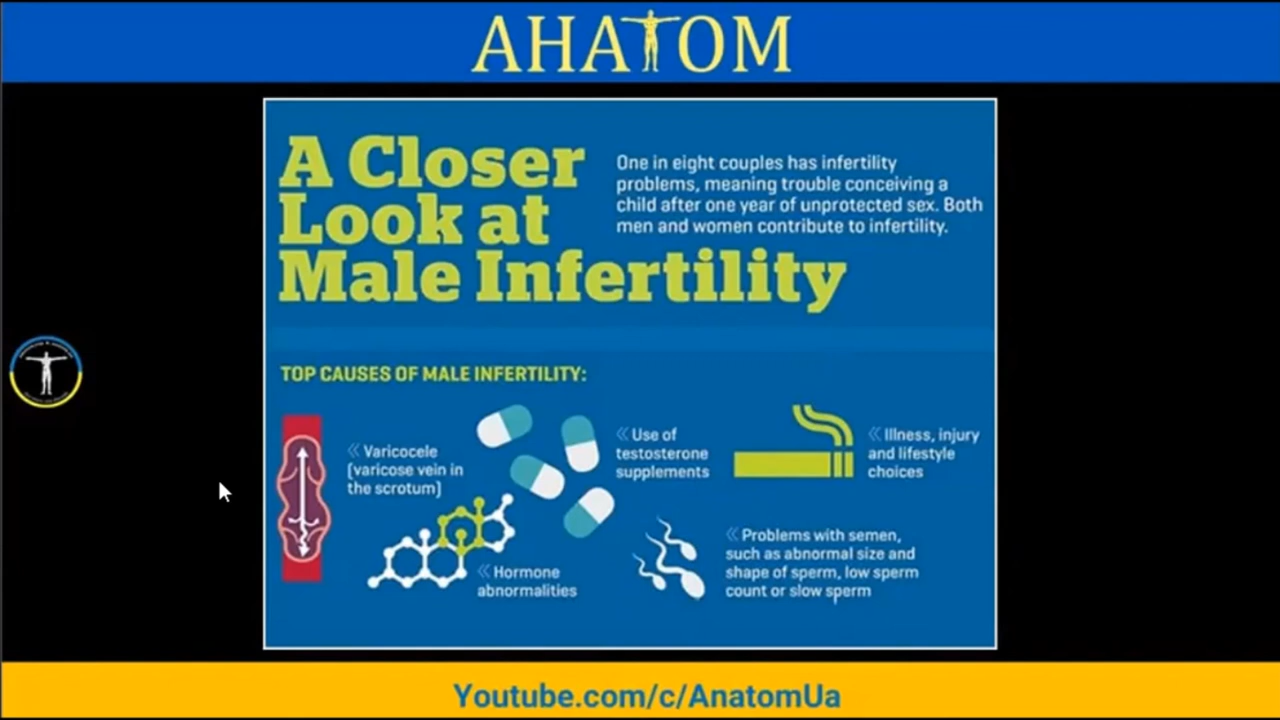 АНАТОМ
A Closer
Look at
Male Infertility
One in eight couples has infertility
problems, meaning trouble conceiving a
child after one year of unprotected sex. Both
men and women contribute to infertility.
TOP CAUSES OF MALE INFERTILITY:
« Varicocele
(varicose vein in
the scrotum)
« Use of
testosterone
supplements
« Illness, injury
and lifestyle
choices
« Hormone
abnormalities
« Problems with semen,
such as abnormal size and
shape of sperm, low sperm
count or slow sperm
Youtube.com/c/AnatomUa